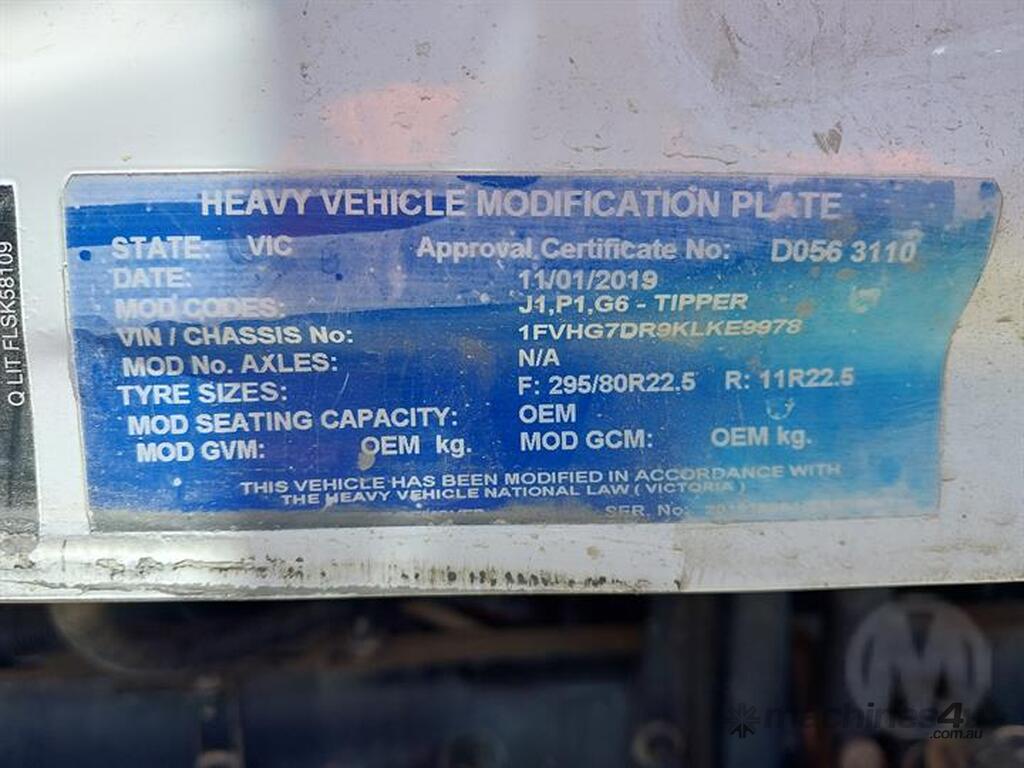 HEAVY VEHICLE MODIFICATION PLATE
STATE: VIC Approval Certificate No: D056 3110
DATE: 11/01/2019
MOD CODES: J1,P1,G6 - TIPPER
VIN / CHASSIS No: 1FVHG7DR9KLKE9978
MOD No. AXLES: N/A
TYRE SIZES: F: 295/80R22.5 R: 11R22.5
MOD SEATING CAPACITY: OEM
MOD GVM: OEM kg. MOD GCM: OEM kg.
THIS VEHICLE HAS BEEN MODIFIED IN ACCORDANCE WITH
THE HEAVY VEHICLE NATIONAL LAW ( VICTORIA )
SER. No:
Q LIT FLSK58109
M
machines4u
.com.au